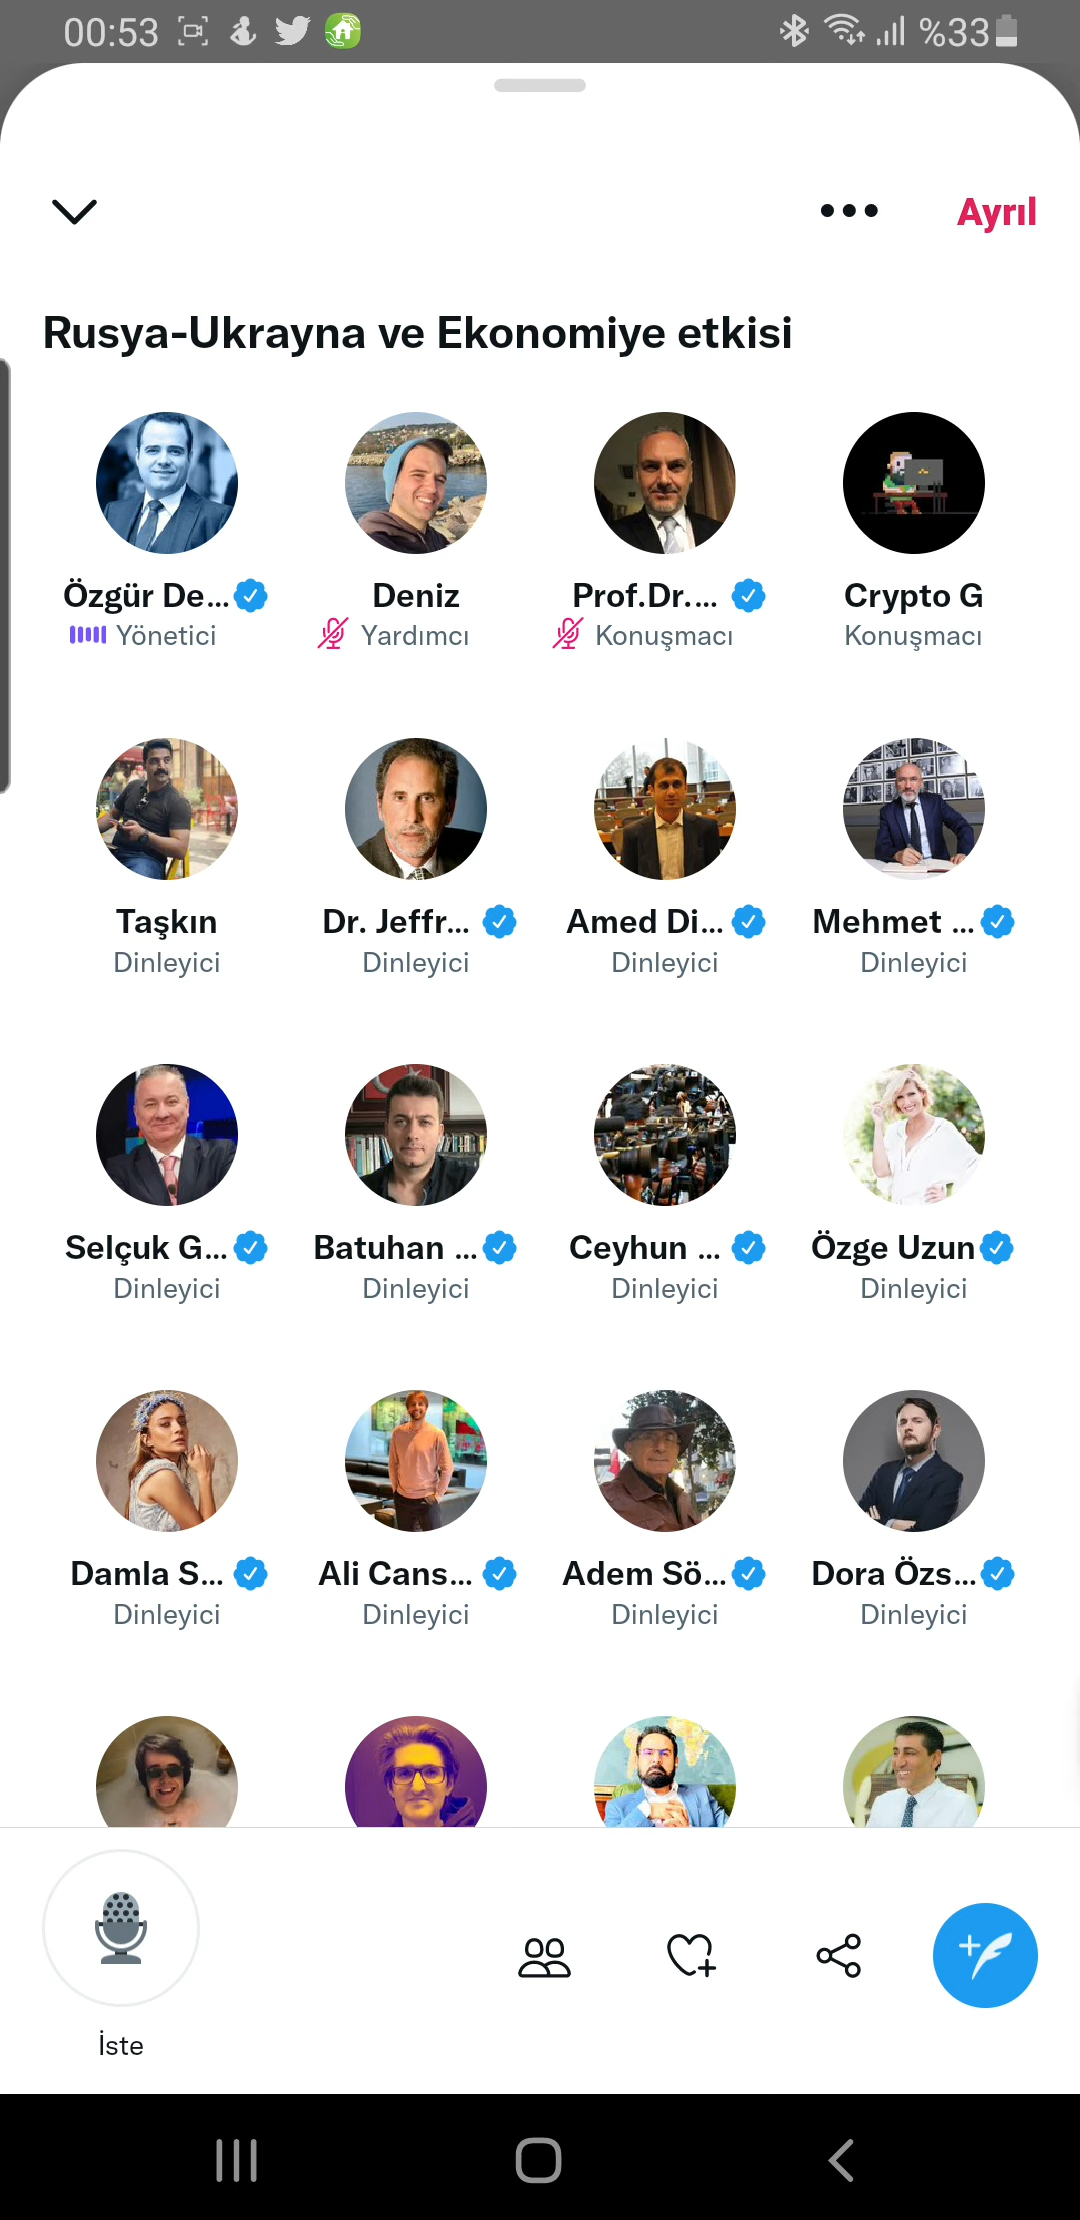 00:53 %33
Ayrıl
Rusya-Ukrayna ve Ekonomiye etkisi
Özgür De... Deniz Prof.Dr.... Crypto G
Yönetici Yardımcı Konuşmacı Konuşmacı
Taşkın Dr. Jeffr... Amed Di... Mehmet ...
Dinleyici Dinleyici Dinleyici Dinleyici
Selçuk G... Batuhan ... Ceyhun ... Özge Uzun
Dinleyici Dinleyici Dinleyici Dinleyici
Damla S... Ali Cans... Adem Sö... Dora Özs...
Dinleyici Dinleyici Dinleyici Dinleyici
İste